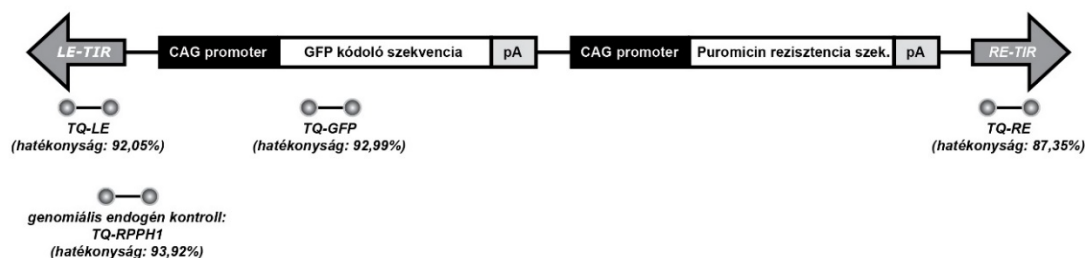 LE-TIR CAG promoter GFP kódoló szekvencia pA CAG promoter Puromicin rezisztencia szek. pA RE-TIR
TQ-LE TQ-GFP TQ-RE
(hatékonyság: 92,05%) (hatékonyság: 92,99%) (hatékonyság: 87,35%)
genomiális endogén kontroll:
TQ-RPPH1
(hatékonyság: 93,92%)